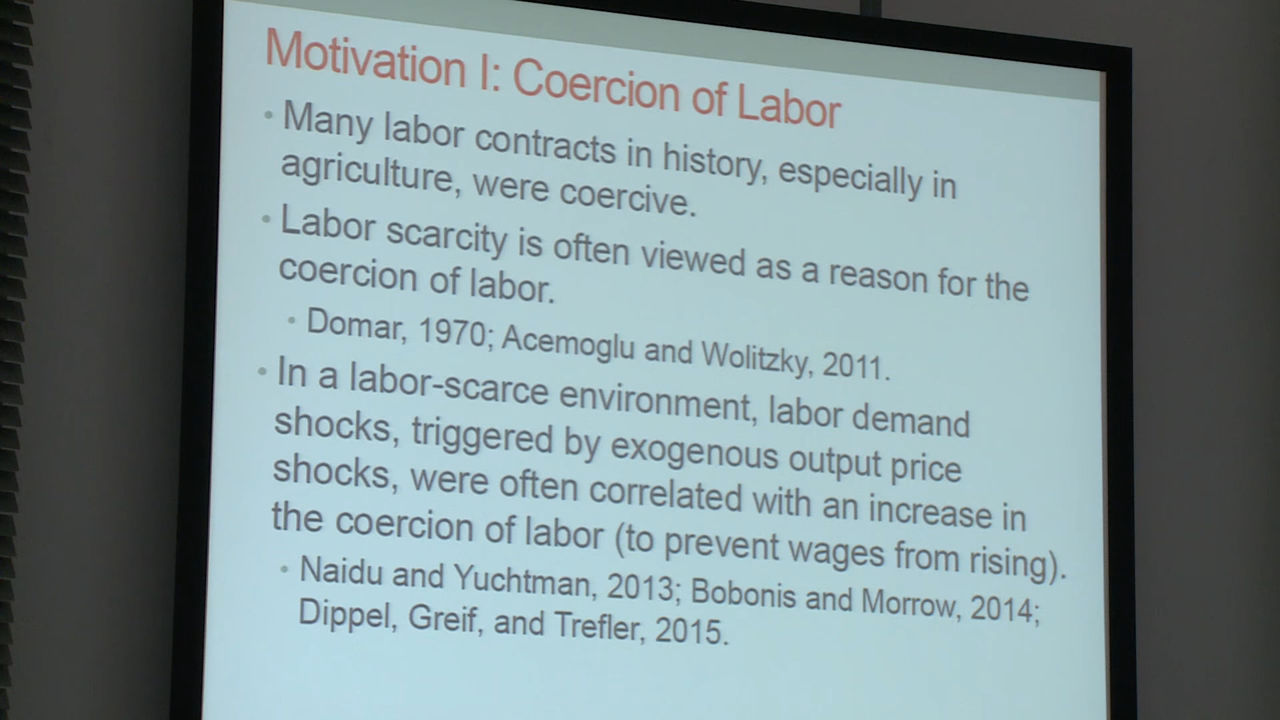 Motivation I: Coercion of Labor
• Many labor contracts in history, especially in
agriculture, were coercive.
• Labor scarcity is often viewed as a reason for the
coercion of labor.
• Domar, 1970; Acemoglu and Wolitzky, 2011.
• In a labor-scarce environment, labor demand
shocks, triggered by exogenous output price
shocks, were often correlated with an increase in
the coercion of labor (to prevent wages from rising).
• Naidu and Yuchtman, 2013; Bobonis and Morrow, 2014;
Dippel, Greif, and Trefler, 2015.